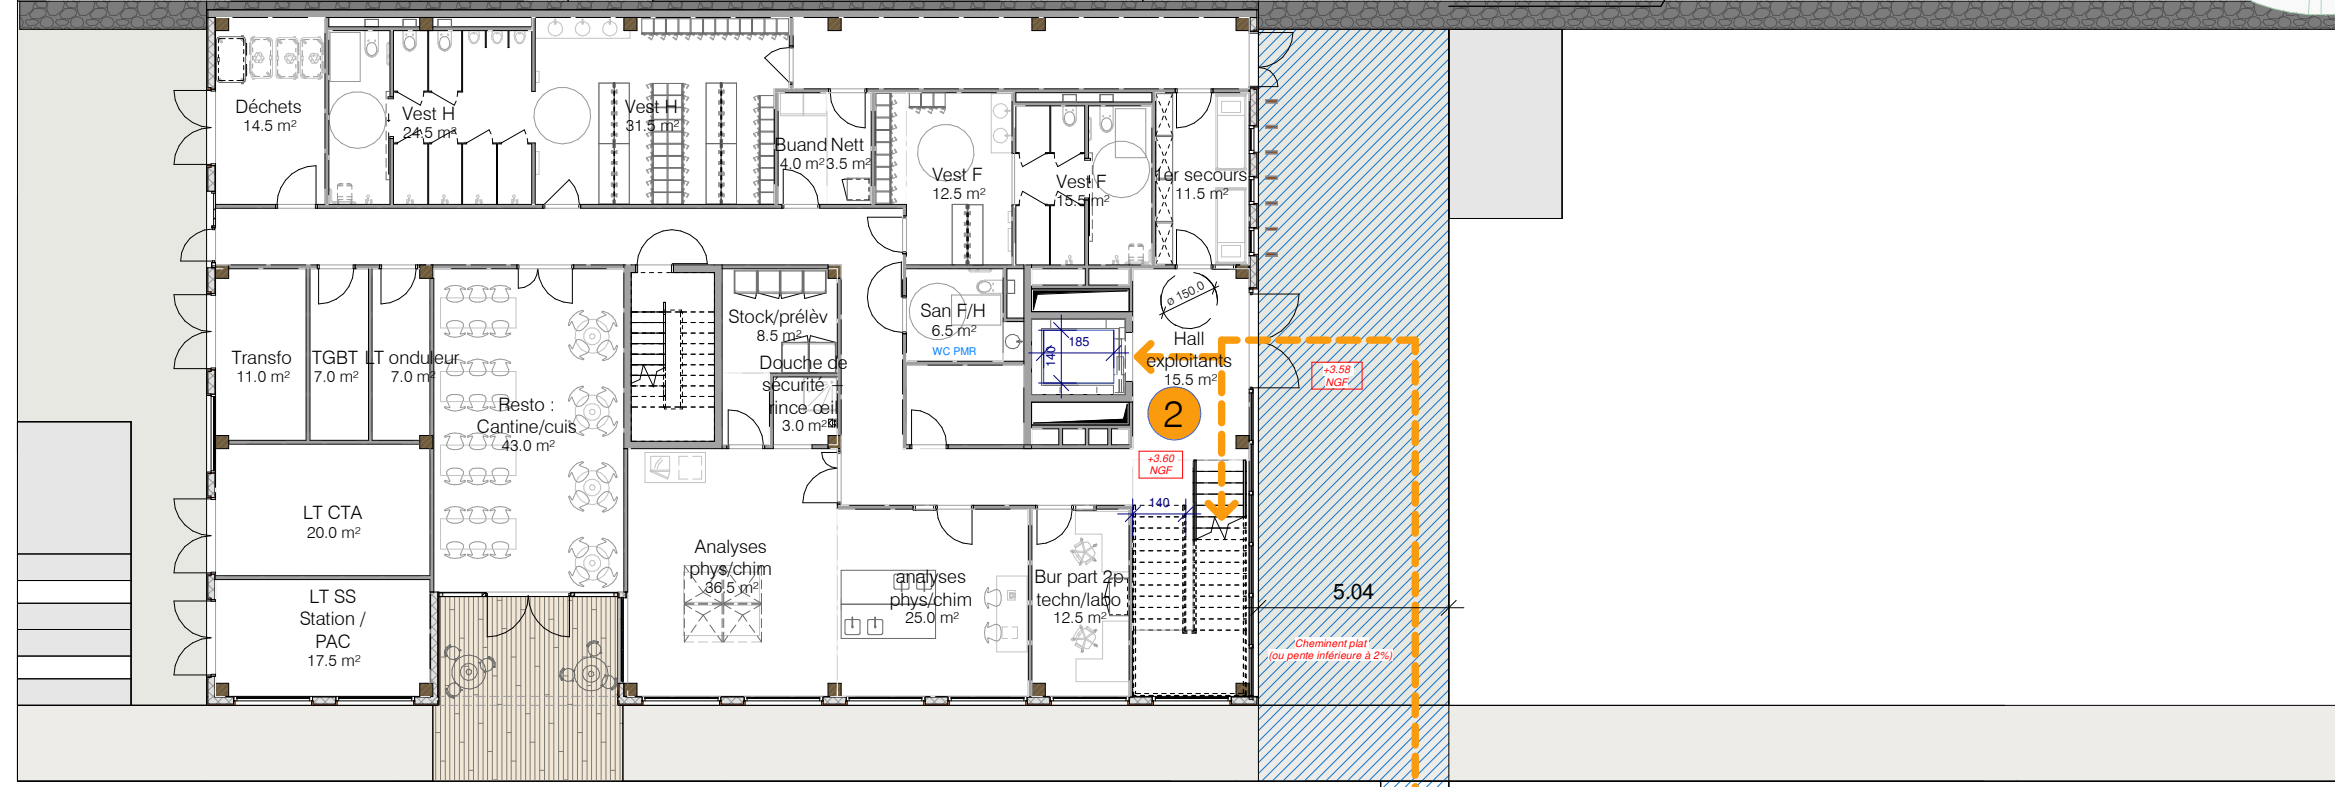 Déchets
14.5 m²
Vest H
24.5 m²
Vest H
31.5 m²
Buand
4.0 m²
Nett
3.5 m²
Vest F
12.5 m²
Vest F
15.5 m²
1er secours
11.5 m²
Transfo
11.0 m²
TGBT
7.0 m²
LT onduleur
7.0 m²
Resto :
Cantine/cuis
43.0 m²
Stock/prélèv
8.5 m²
Douche de
sécurité +
rince œil
3.0 m²
San F/H
6.5 m²
WC PMR
185
140
ø 150.0
Hall
exploitants
15.5 m²
2
+3.58
NGF
+3.60
NGF
140
LT CTA
20.0 m²
LT SS
Station /
PAC
17.5 m²
Analyses
phys/chim
36.5 m²
analyses
phys/chim
25.0 m²
Bur part 2p.
techn/labo
12.5 m²
5.04
Cheminent plat
(ou pente inférieure à 2%)